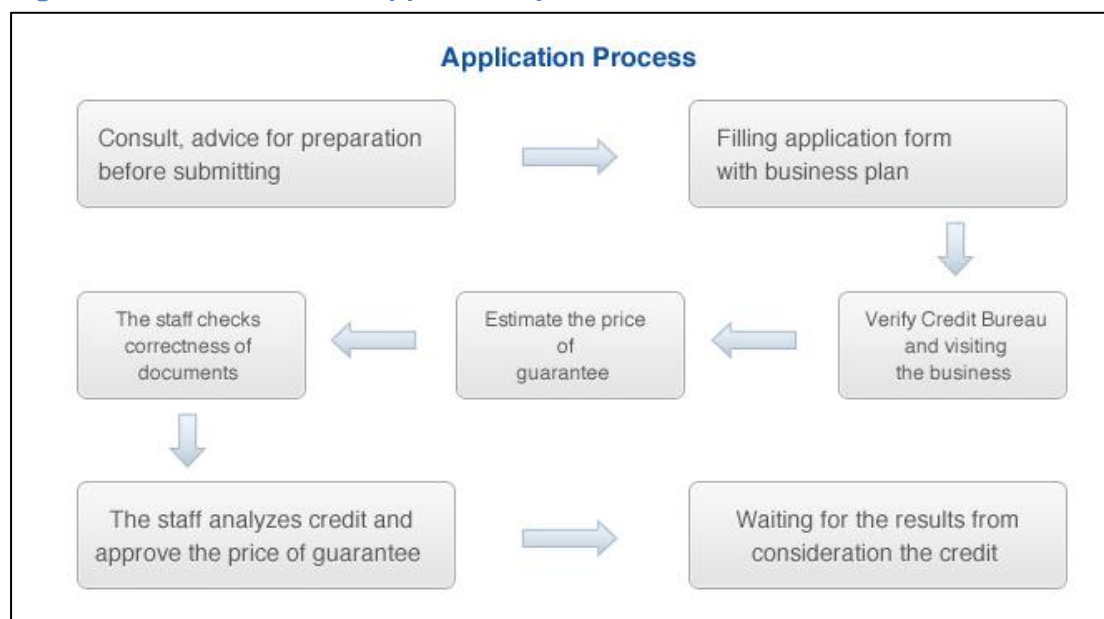 Application Process
Consult, advice for preparation
before submitting
Filling application form
with business plan
Verify Credit Bureau
and visiting
the business
Estimate the price
of
guarantee
The staff checks
correctness of
documents
The staff analyzes credit and
approve the price of guarantee
Waiting for the results from
consideration the credit